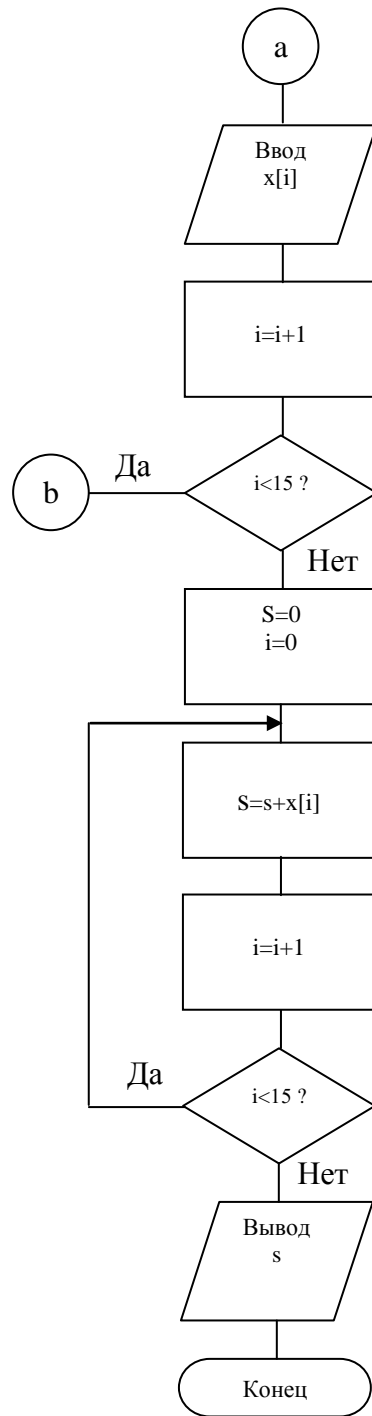 a
Ввод
x[i]
i=i+1
i<15 ?
Да
b
Нет
S=0
i=0
S=s+x[i]
i=i+1
Да
i<15 ?
Нет
Вывод
s
Конец